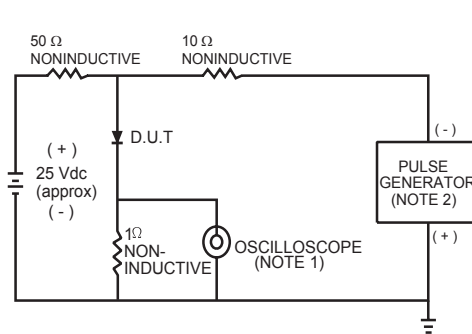 50 Ω
NONINDUCTIVE
10 Ω
NONINDUCTIVE
D.U.T
( + )
25 Vdc
(approx)
( - )
( - )
PULSE
GENERATOR
(NOTE 2)
( + )
1Ω
NON-
INDUCTIVE
OSCILLOSCOPE
(NOTE 1)